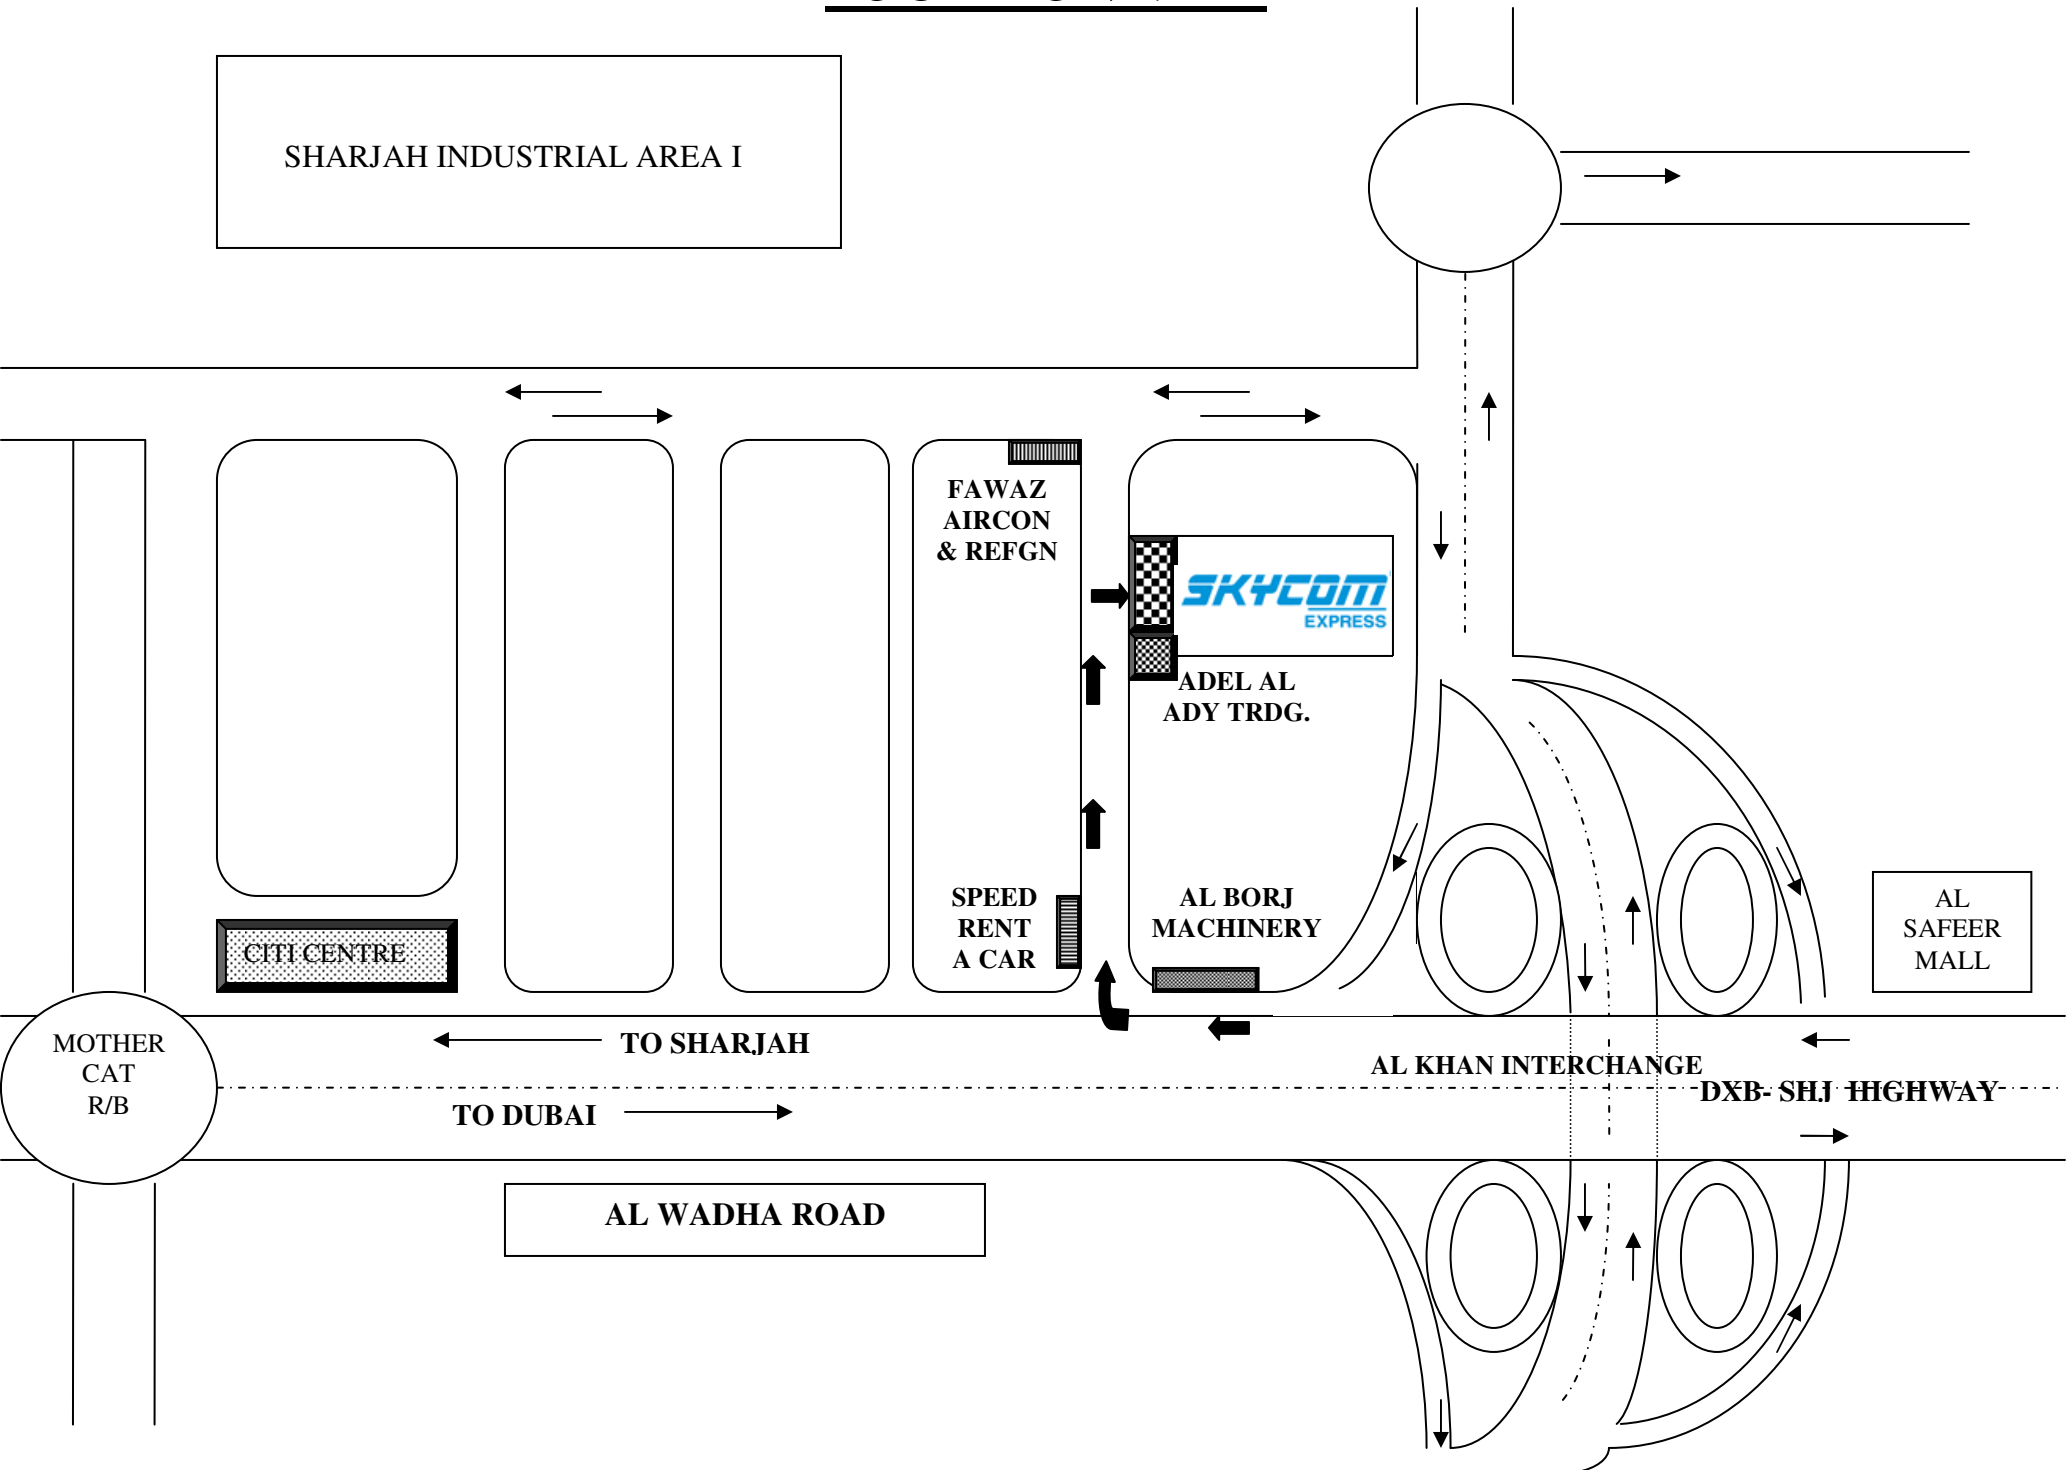 SHARJAH INDUSTRIAL AREA I
FAWAZ
AIRCON
& REFGN
SKYCOM
EXPRESS
ADEL AL
ADY TRDG.
SPEED
RENT
A CAR
AL BORJ
MACHINERY
AL
SAFEER
MALL
CITI CENTRE
MOTHER
CAT
R/B
TO SHARJAH
AL KHAN INTERCHANGE
DXB- SHJ HIGHWAY
TO DUBAI
AL WADHA ROAD